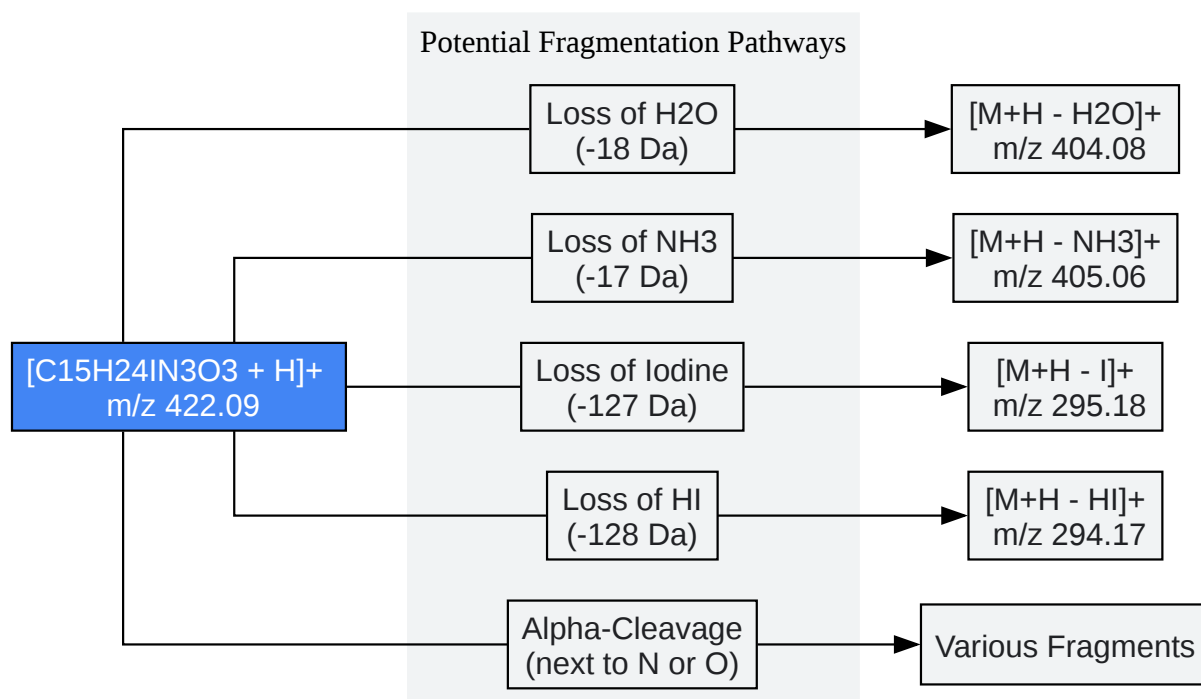 Potential Fragmentation Pathways
Loss of H2O
(-18 Da)
[M+H - H2O]+
m/z 404.08
Loss of NH3
(-17 Da)
[M+H - NH3]+
m/z 405.06
[C15H24IN3O3 + H]+
m/z 422.09
Loss of Iodine
(-127 Da)
[M+H - I]+
m/z 295.18
Loss of HI
(-128 Da)
[M+H - HI]+
m/z 294.17
Alpha-Cleavage
(next to N or O)
Various Fragments